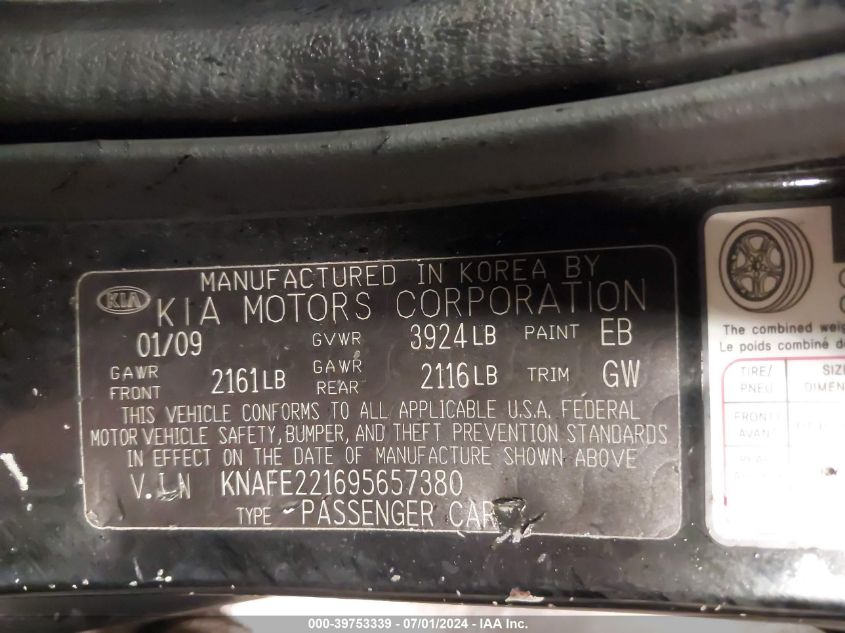 MANUFACTURED IN KOREA BY
KIA KIA MOTORS CORPORATION
01/09 GVWR 3924LB PAINT EB
GAWR FRONT 2161LB GAWR REAR 2116LB TRIM GW
THIS VEHICLE CONFORMS TO ALL APPLICABLE U.S.A. FEDERAL
MOTOR VEHICLE SAFETY, BUMPER, AND THEFT PREVENTION STANDARDS
IN EFFECT ON THE DATE OF MANUFACTURE SHOWN ABOVE
V.I.N KNAFE221695657380
TYPE PASSENGER CAR
The combined
Le poids combiné
TIRE/
PNEU
FRONT/
AVANT
000-39753339 - 07/01/2024 - IAA Inc.